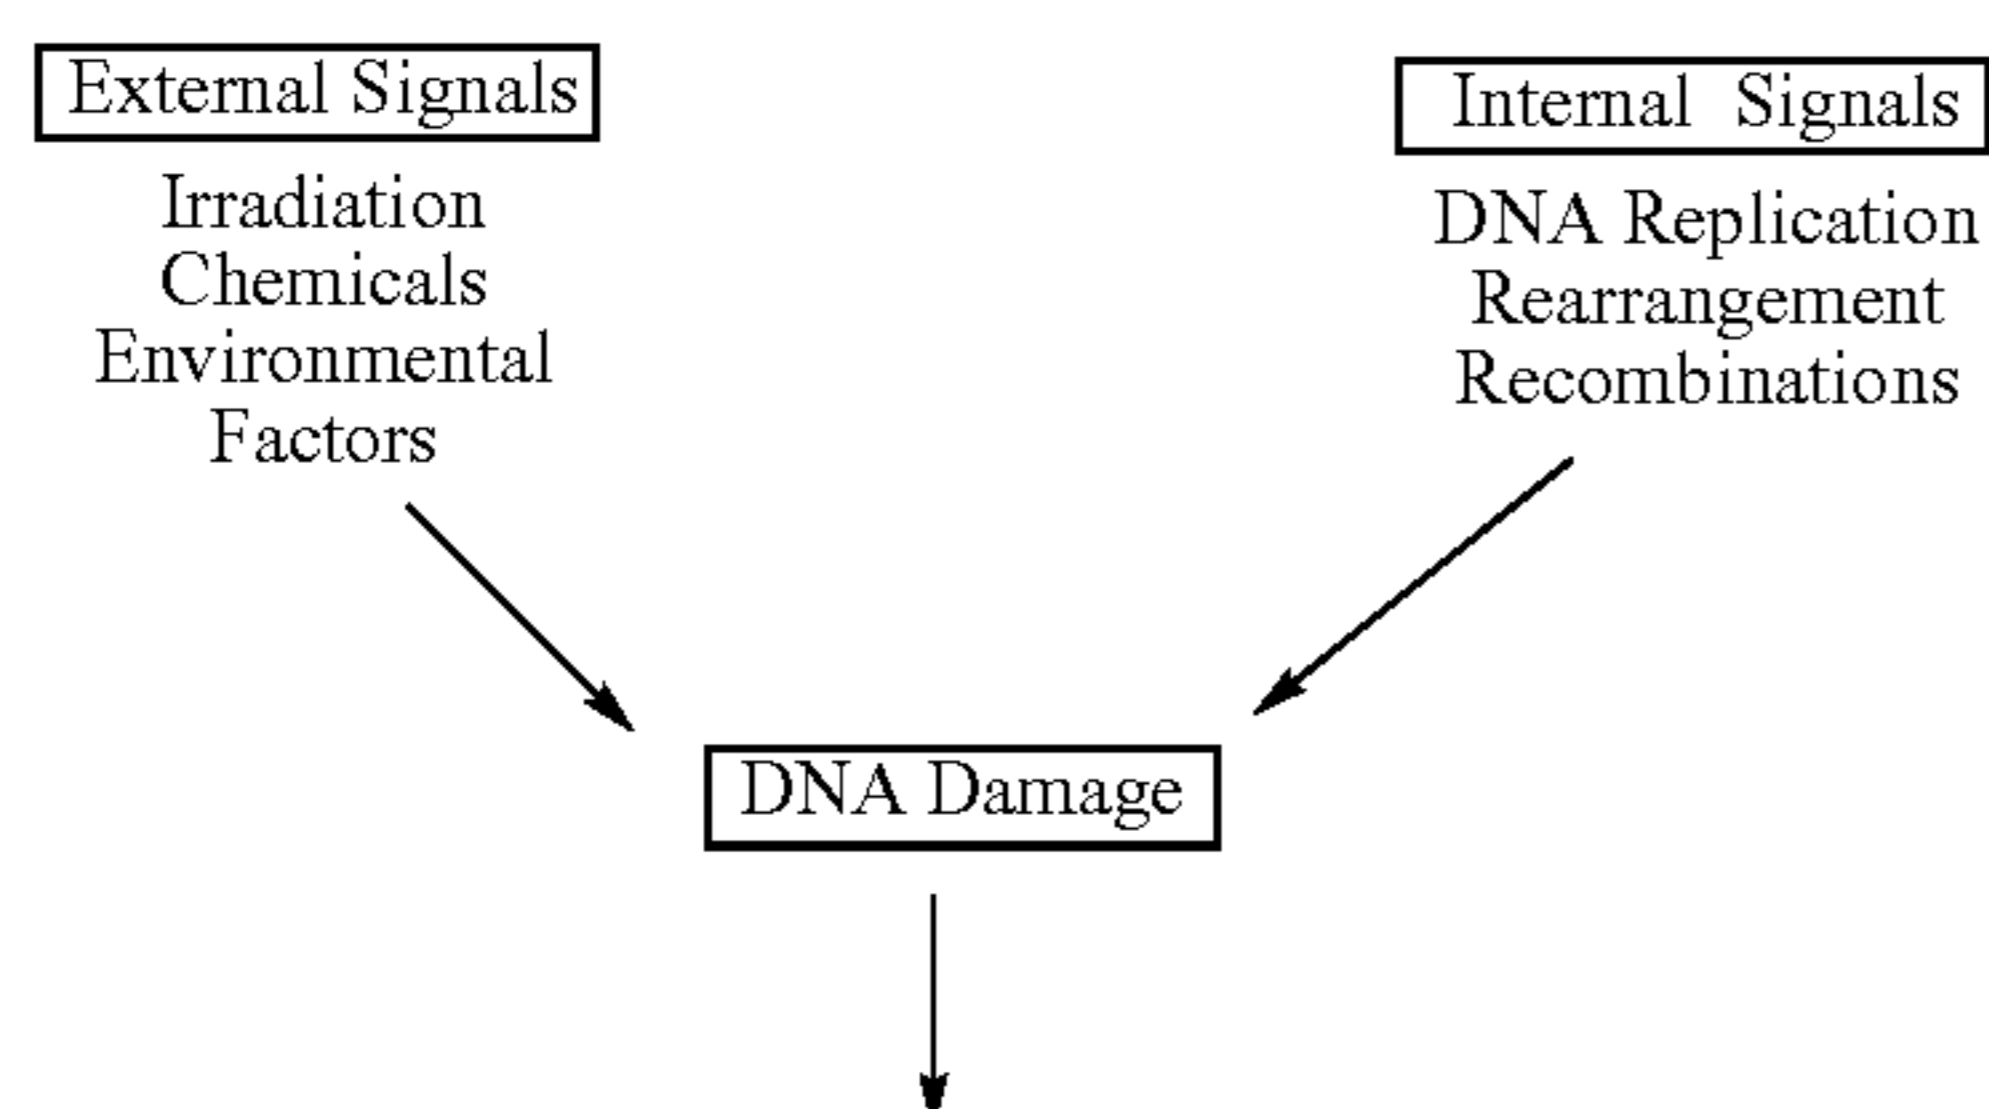 External Signals
Irradiation
Chemicals
Environmental
Factors
Internal Signals
DNA Replication
Rearrangement
Recombinations
DNA Damage